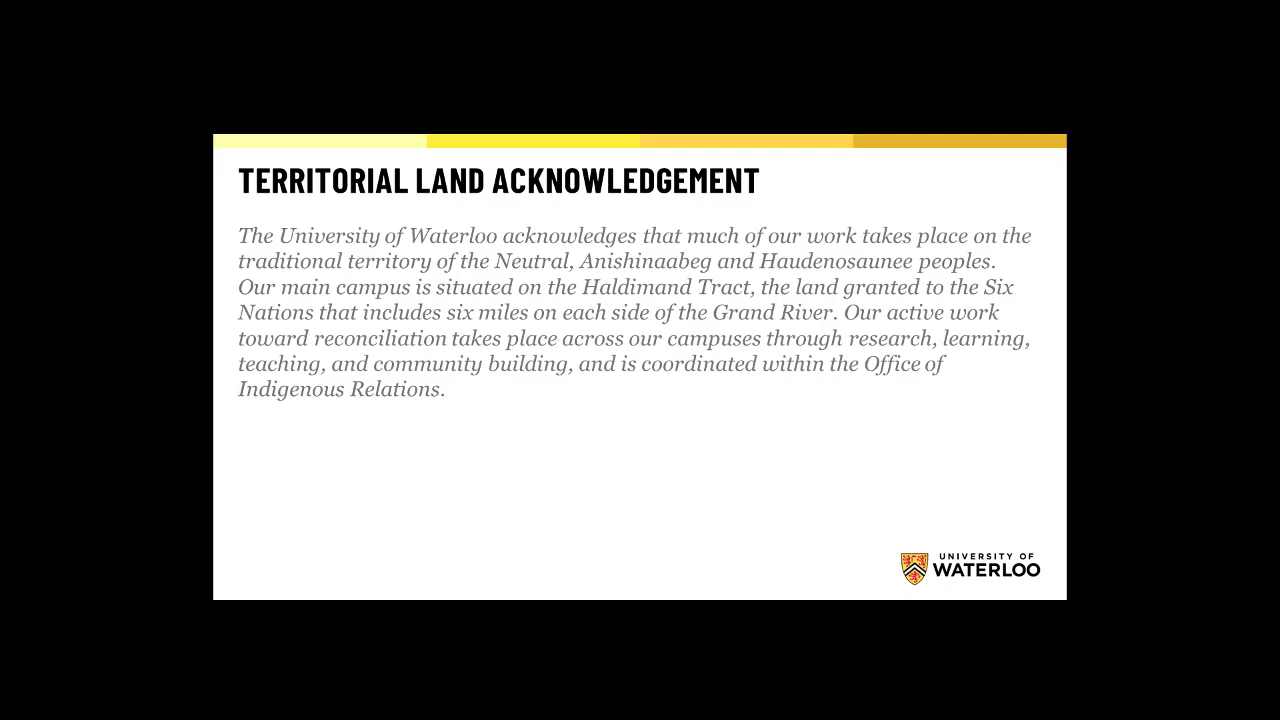 TERRITORIAL LAND ACKNOWLEDGEMENT
The University of Waterloo acknowledges that much of our work takes place on the
traditional territory of the Neutral, Anishinaabeg and Haudenosaunee peoples.
Our main campus is situated on the Haldimand Tract, the land granted to the Six
Nations that includes six miles on each side of the Grand River. Our active work
toward reconciliation takes place across our campuses through research, learning,
teaching, and community building, and is coordinated within the Office of
Indigenous Relations.
UNIVERSITY OF
WATERLOO